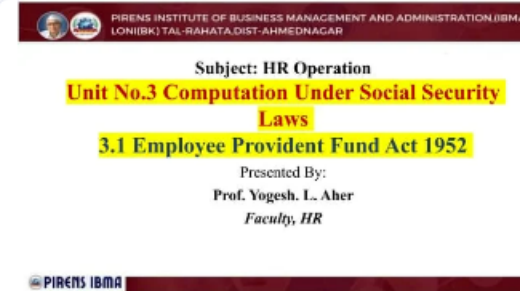 PIRENS INSTITUTE OF BUSINESS MANAGEMENT AND ADMINISTRATION,(IBMA
LONI(BK) TAL-RAHATA,DIST-AHMEDNAGAR
Subject: HR Operation
Unit No.3 Computation Under Social Security
Laws
3.1 Employee Provident Fund Act 1952
Presented By:
Prof. Yogesh. L. Aher
Faculty, HR
PIRENS IBMA